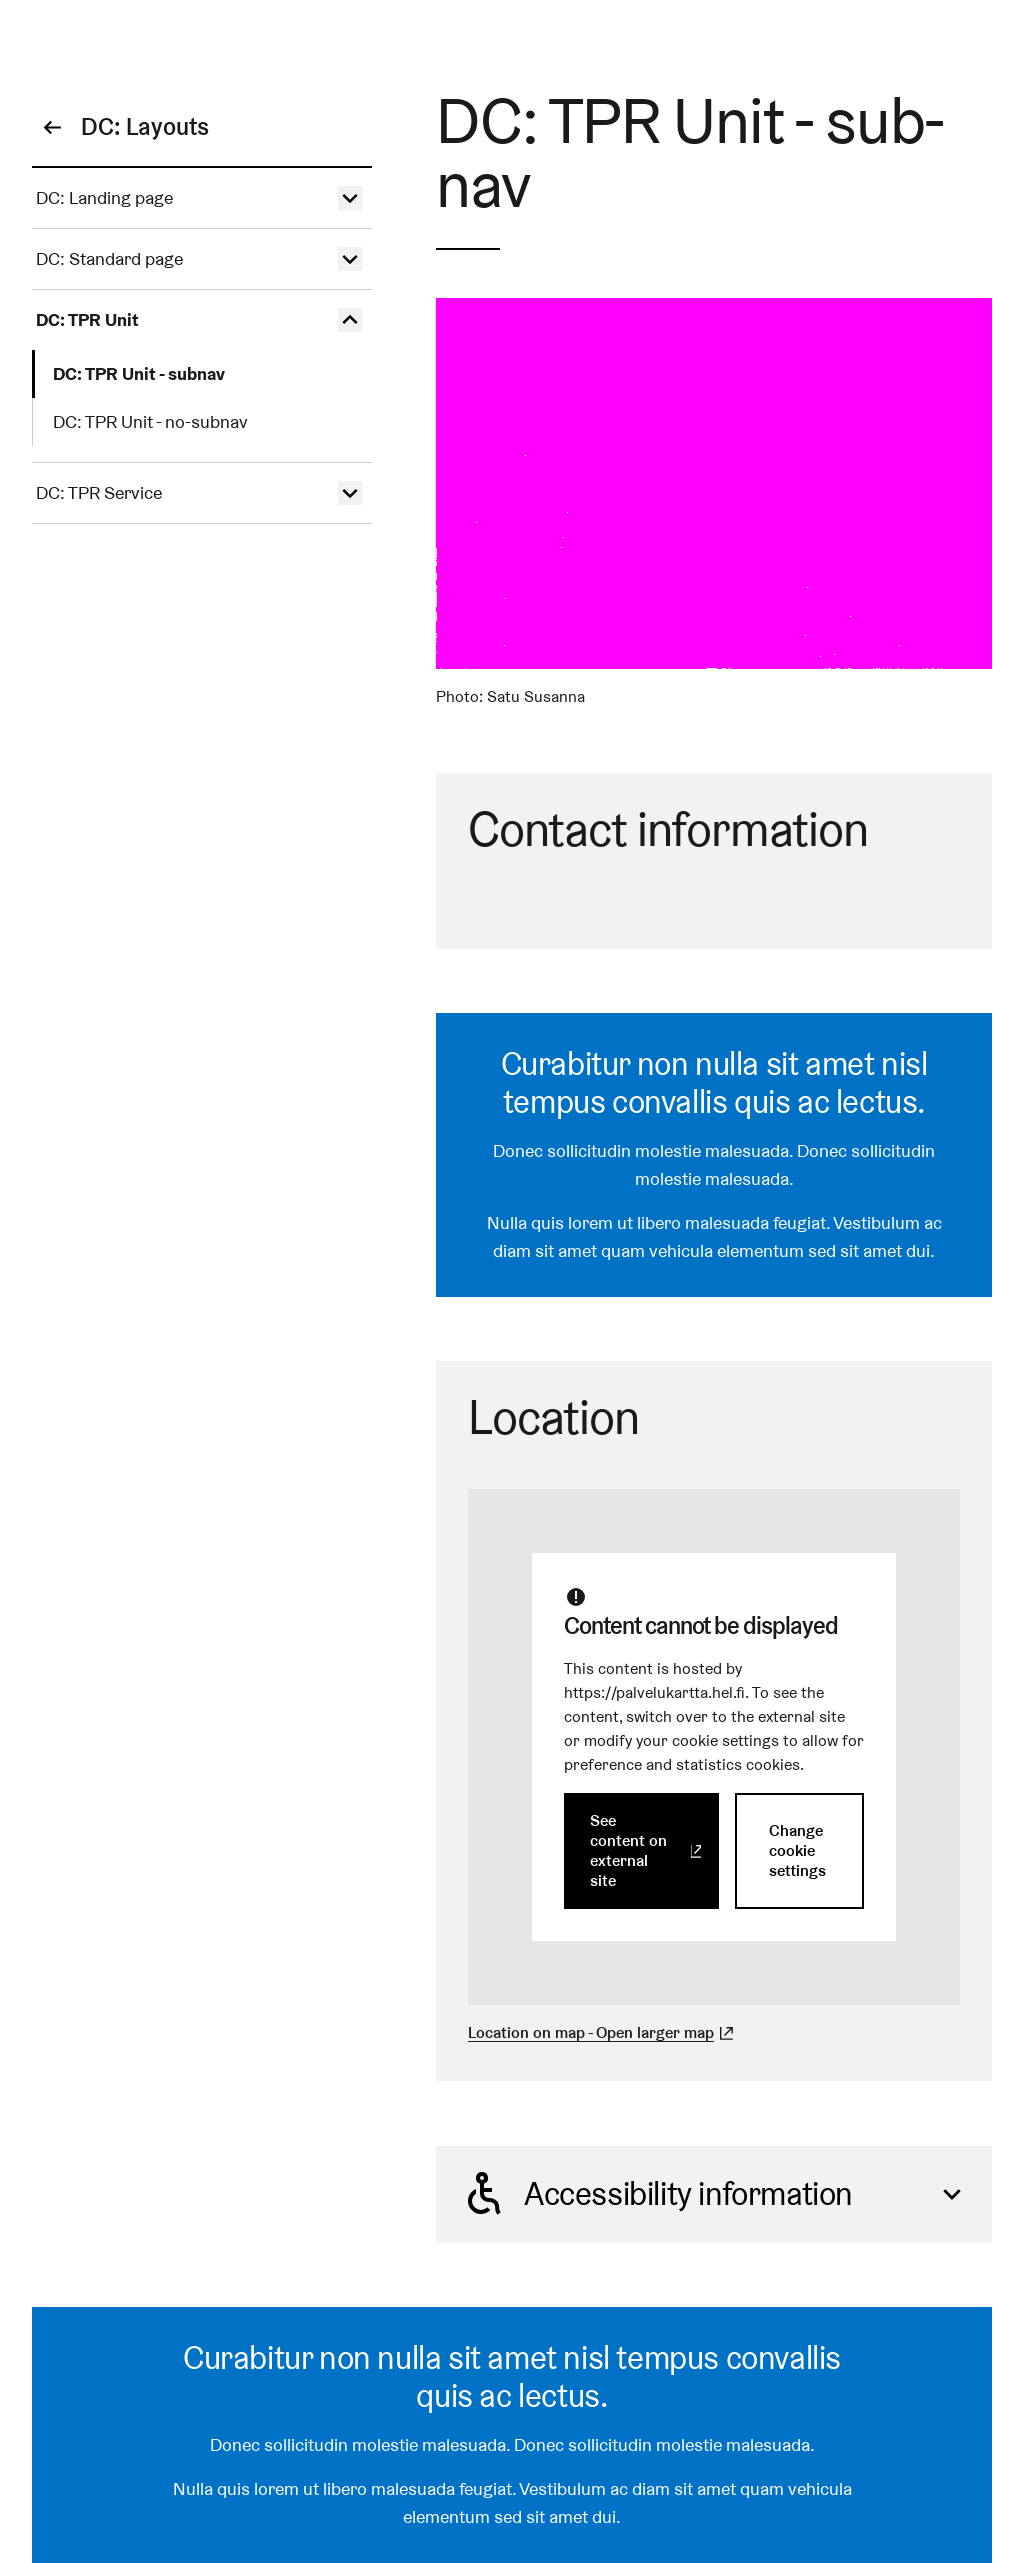 DC: Layouts
DC: Landing page
DC: Standard page
DC: TPR Unit
DC: TPR Unit - subnav
DC: TPR Unit - no-subnav
DC: TPR Service
DC: TPR Unit - sub-
nav
Photo: Satu Susanna
Contact information
Curabitur non nulla sit amet nisl
tempus convallis quis ac lectus.
Donec sollicitudin molestie malesuada. Donec sollicitudin
molestie malesuada.
Nulla quis lorem ut libero malesuada feugiat. Vestibulum ac
diam sit amet quam vehicula elementum sed sit amet dui.
Location
Content cannot be displayed
This content is hosted by
https://palvelukartta.hel.fi. To see the
content, switch over to the external site
or modify your cookie settings to allow for
preference and statistics cookies.
See
content on
external
site
Change
cookie
settings
Location on map - Open larger map
Accessibility information
Curabitur non nulla sit amet nisl tempus convallis
quis ac lectus.
Donec sollicitudin molestie malesuada. Donec sollicitudin molestie malesuada.
Nulla quis lorem ut libero malesuada feugiat. Vestibulum ac diam sit amet quam vehicula
elementum sed sit amet dui.